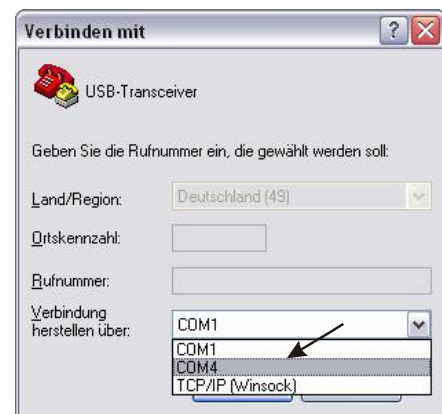 Verbinden mit
USB-Transceiver
Geben Sie die Rufnummer ein, die gewählt werden soll:
Land/Region: Deutschland (49)
Ortskennzahl:
Rufnummer:
Verbindung
herstellen über: COM1
COM1
COM4
TCP/IP (Winsock)